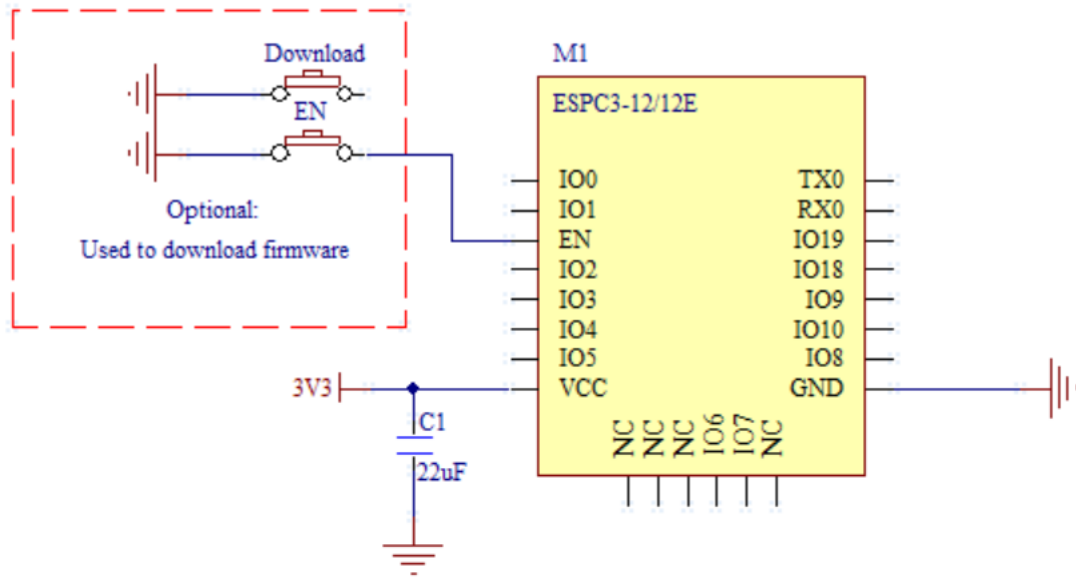 Download
EN
Optional:
Used to download firmware
M1
ESPC3-12/12E
IO0
IO1
EN
IO2
IO3
IO4
IO5
VCC
TX0
RX0
IO19
IO18
IO9
IO10
IO8
GND
NC
NC
NC
IO6
IO7
NC
3V3
C1
22uF